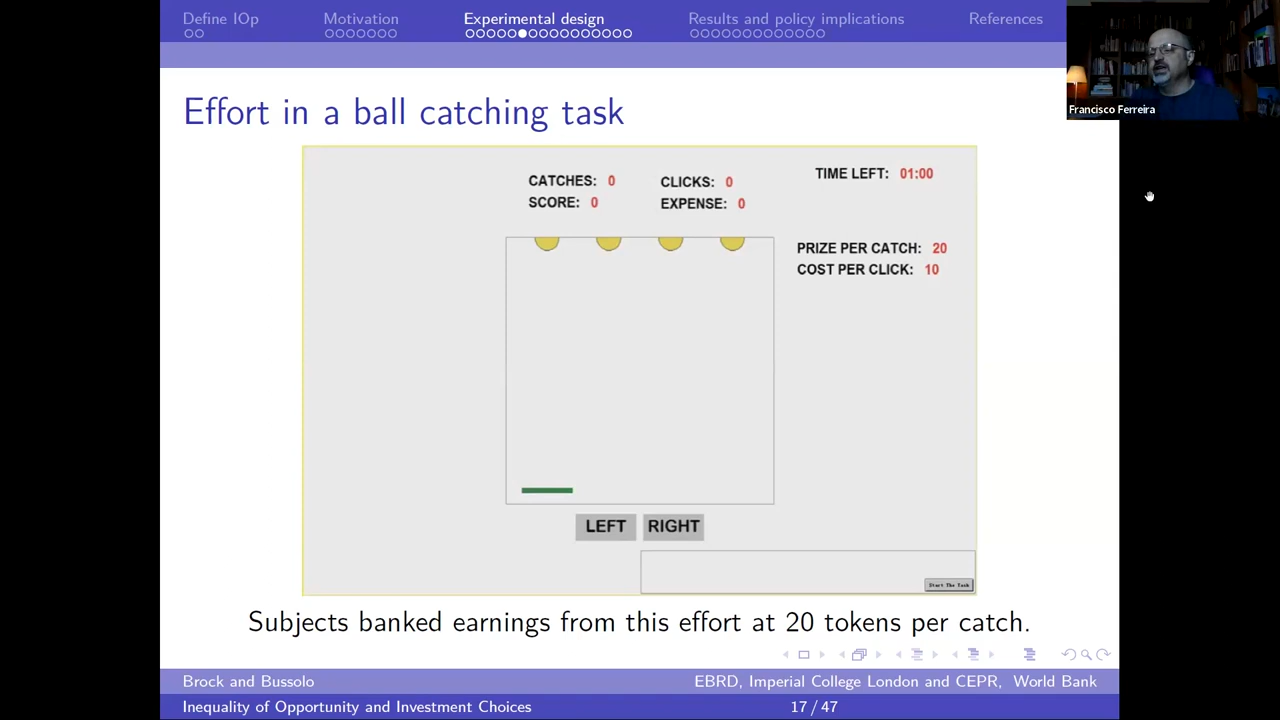 Define IOp Motivation Experimental design Results and policy implications References
Francisco Ferreira
Effort in a ball catching task
CATCHES: 0 CLICKS: 0 TIME LEFT: 01:00
SCORE: 0 EXPENSE: 0
PRIZE PER CATCH: 20
COST PER CLICK: 10
LEFT RIGHT
Start The Task
Subjects banked earnings from this effort at 20 tokens per catch.
Brock and Bussolo EBRD, Imperial College London and CEPR, World Bank
Inequality of Opportunity and Investment Choices 17 / 47